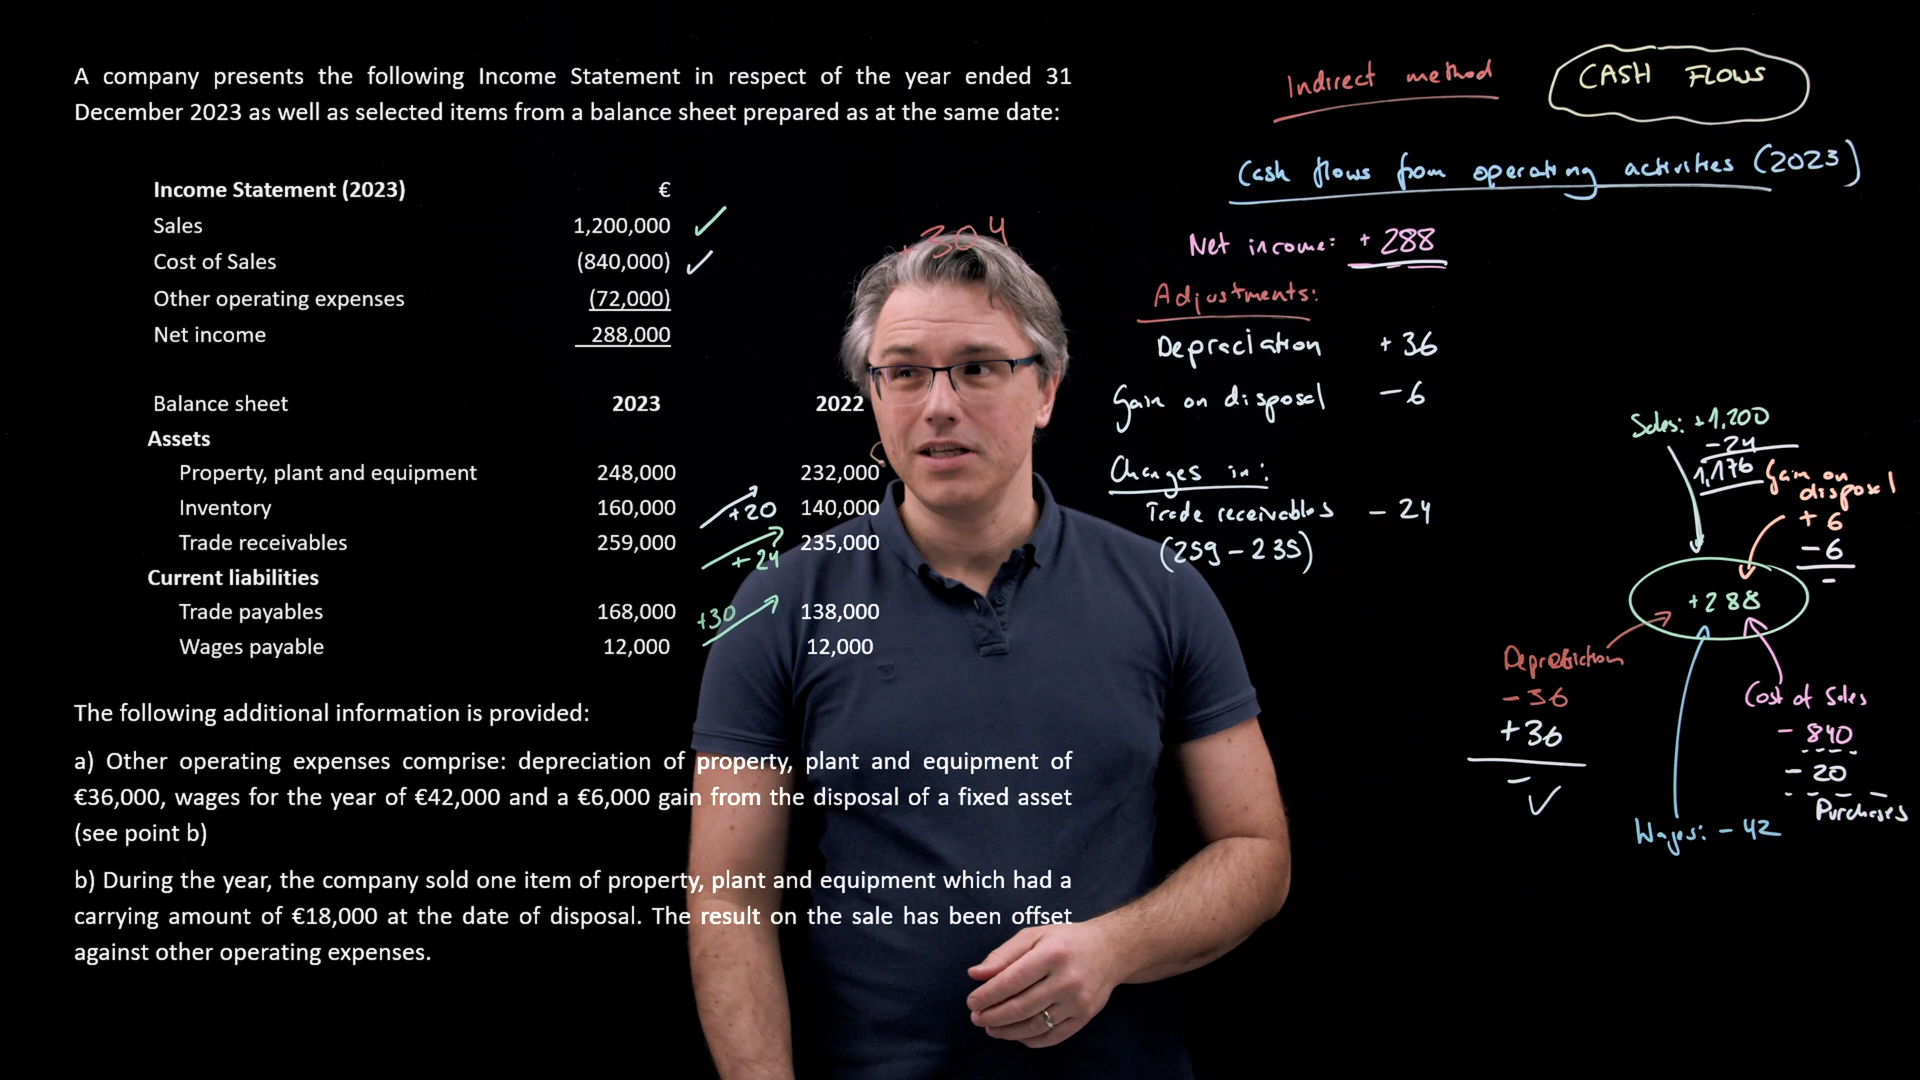 A company presents the following Income Statement in respect of the year ended 31
December 2023 as well as selected items from a balance sheet prepared as at the same date:
Income Statement (2023) €
Sales 1,200,000 ✓
Cost of Sales (840,000) ✓
Other operating expenses (72,000)
Net income 288,000
Balance sheet 2023 2022
Assets
Property, plant and equipment 248,000 232,000
Inventory 160,000 +20 140,000
Trade receivables 259,000 +24 235,000
Current liabilities
Trade payables 168,000 +30 138,000
Wages payable 12,000 12,000
The following additional information is provided:
a) Other operating expenses comprise: depreciation of property, plant and equipment of
€36,000, wages for the year of €42,000 and a €6,000 gain from the disposal of a fixed asset
(see point b)
b) During the year, the company sold one item of property, plant and equipment which had a
carrying amount of €18,000 at the date of disposal. The result on the sale has been offset
against other operating expenses.
304
Indirect method
CASH FLOWS
Cash flows from operating activities (2023)
Net income: + 288
Adjustments:
Depreciation + 36
Gain on disposal - 6
Changes in:
Trade receivables - 24
(259 - 235)
Sales: +1,200
-24
1,176
Gain on
disposal
+ 6
- 6
-
+288
Depreciation
- 36
+36
- ✓
Cost of Sales
- 840
- 20
Purchases
Wages: - 42